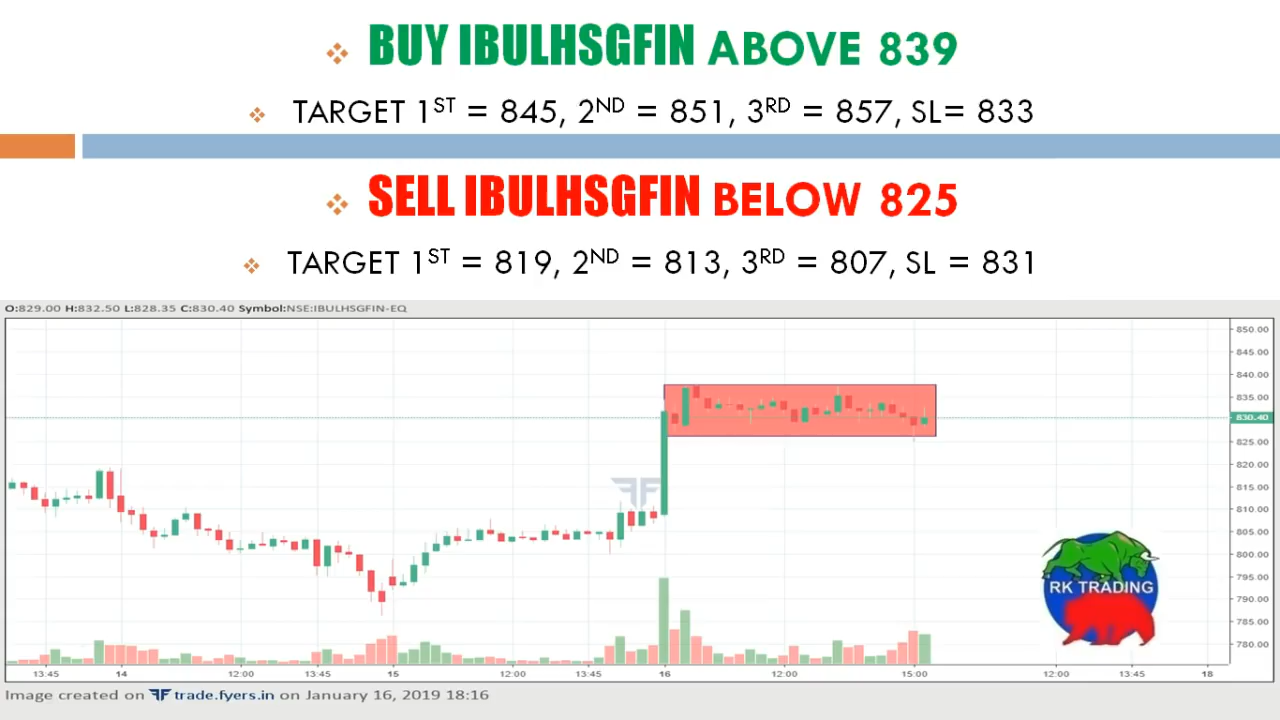 BUY IBULHSGFIN ABOVE 839
TARGET 1ST = 845, 2ND = 851, 3RD = 857, SL= 833
SELL IBULHSGFIN BELOW 825
TARGET 1ST = 819, 2ND = 813, 3RD = 807, SL = 831
O:829.00 H:832.50 L:828.35 C:830.40 Symbol:NSE:IBULHSGFIN-EQ
850.00
845.00
840.00
835.00
830.40
825.00
820.00
815.00
810.00
805.00
800.00
795.00
790.00
785.00
780.00
RK TRADING
13:45 14 12:00 13:45 15 12:00 13:45 16 12:00 15:00 12:00 13:45 18
Image created on trade.fyers.in on January 16, 2019 18:16